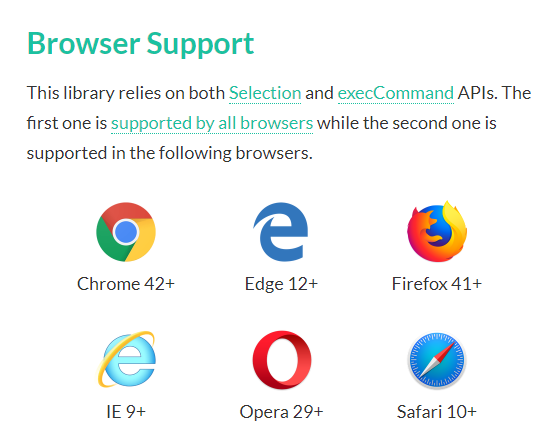 Browser Support
This library relies on both Selection and execCommand APIs. The
first one is supported by all browsers while the second one is
supported in the following browsers.
Chrome 42+ Edge 12+ Firefox 41+
IE 9+ Opera 29+ Safari 10+